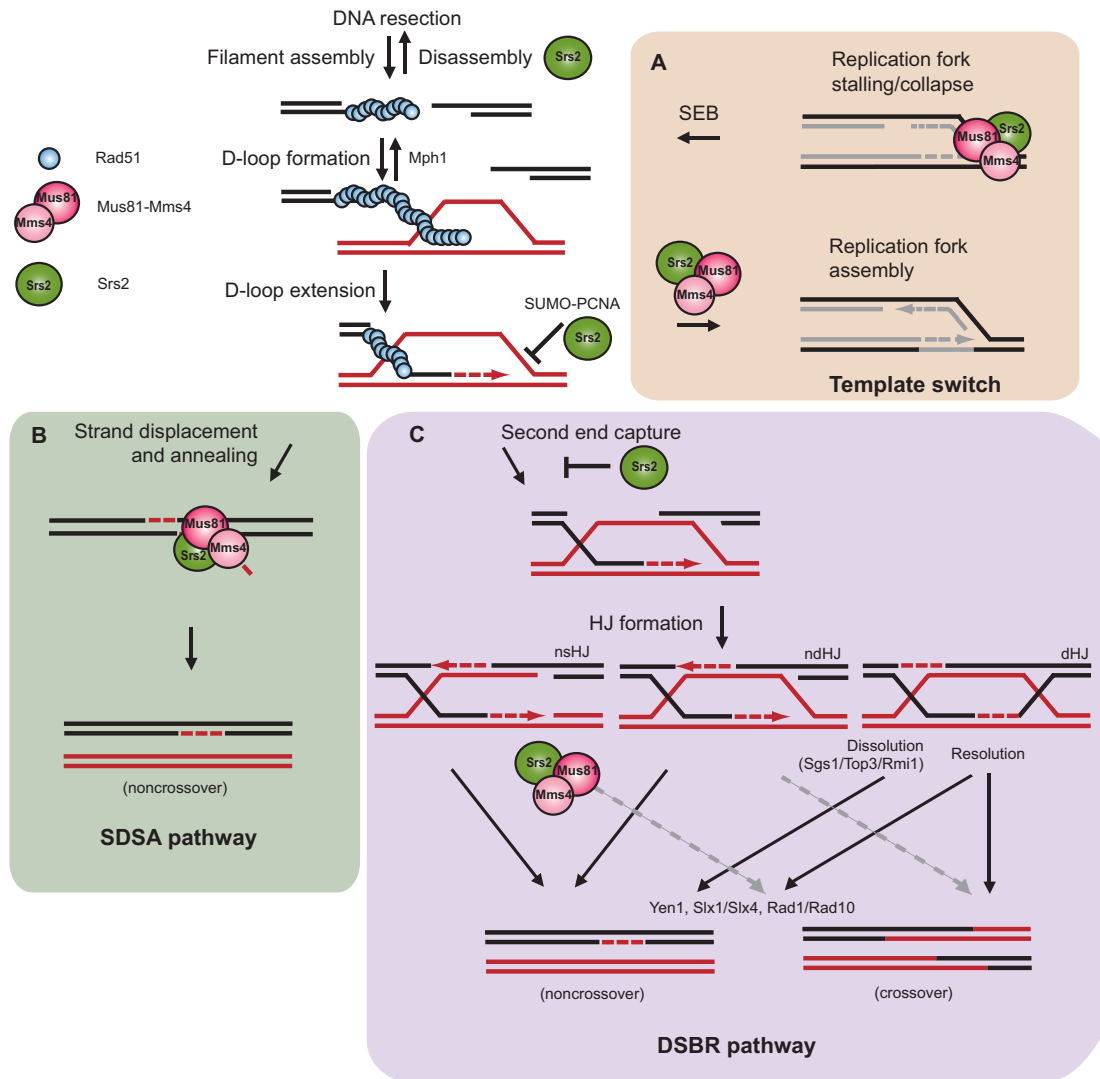 DNA resection
Filament assembly
Disassembly
Srs2
D-loop formation
Mph1
Rad51
Mus81
Mms4
Mus81-Mms4
Srs2
Srs2
D-loop extension
SUMO-PCNA
Srs2
A
Replication fork
stalling/collapse
SEB
Mus81
Srs2
Mms4
Srs2
Mus81
Mms4
Replication fork
assembly
Template switch
B
Strand displacement
and annealing
Mus81
Srs2
Mms4
(noncrossover)
SDSA pathway
C
Second end capture
Srs2
HJ formation
nsHJ
ndHJ
dHJ
Srs2
Mus81
Mms4
Dissolution
(Sgs1/Top3/Rmi1)
Resolution
Yen1, Slx1/Slx4, Rad1/Rad10
(noncrossover)
(crossover)
DSBR pathway